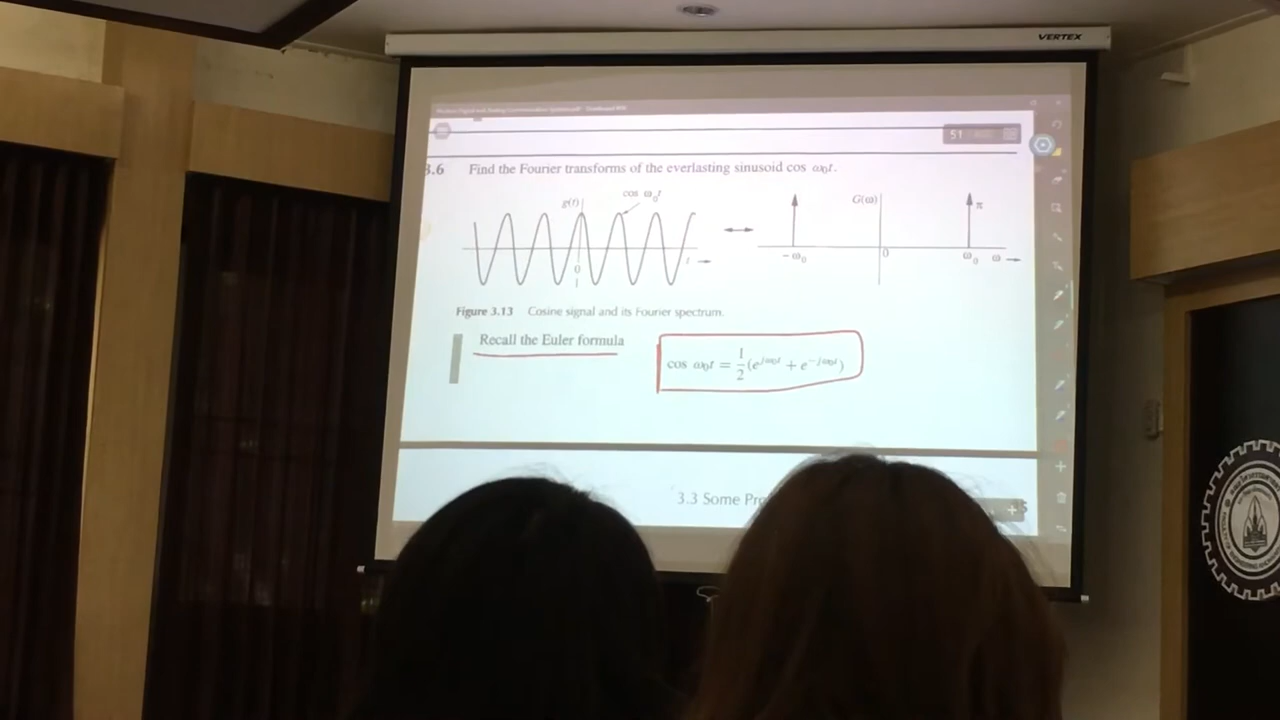 VERTEX
51
3.6 Find the Fourier transforms of the everlasting sinusoid cos ω₀t.
g(t)
cos ω₀t
G(ω)
π
0
t
-ω₀
0
ω₀
ω
Figure 3.13 Cosine signal and its Fourier spectrum.
Recall the Euler formula
cos ω₀t = 1/2 (e^{jω₀t} + e^{-jω₀t})
3.3 Some